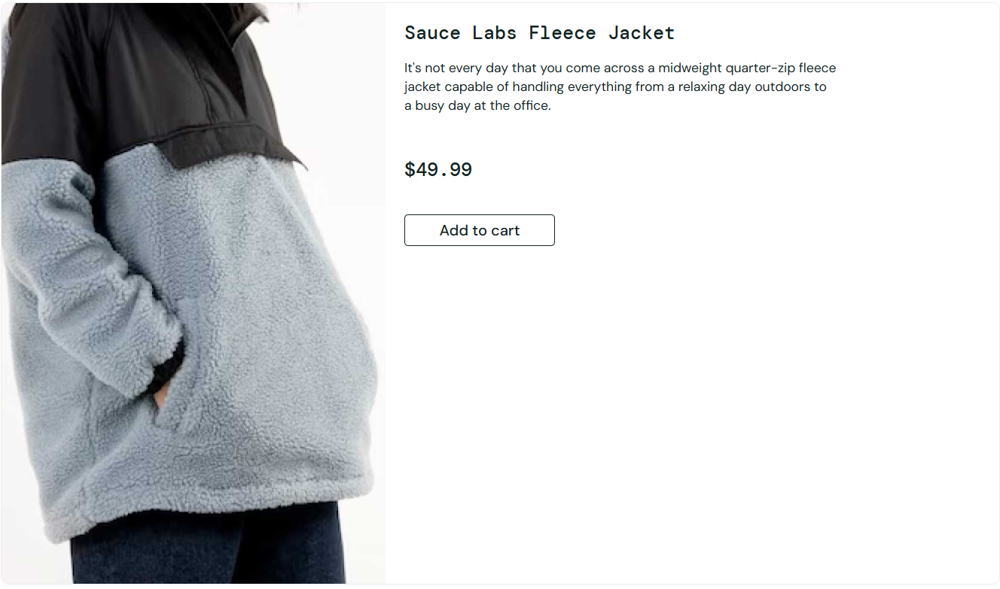 Sauce Labs Fleece Jacket
It's not every day that you come across a midweight quarter-zip fleece
jacket capable of handling everything from a relaxing day outdoors to
a busy day at the office.
$49.99
Add to cart